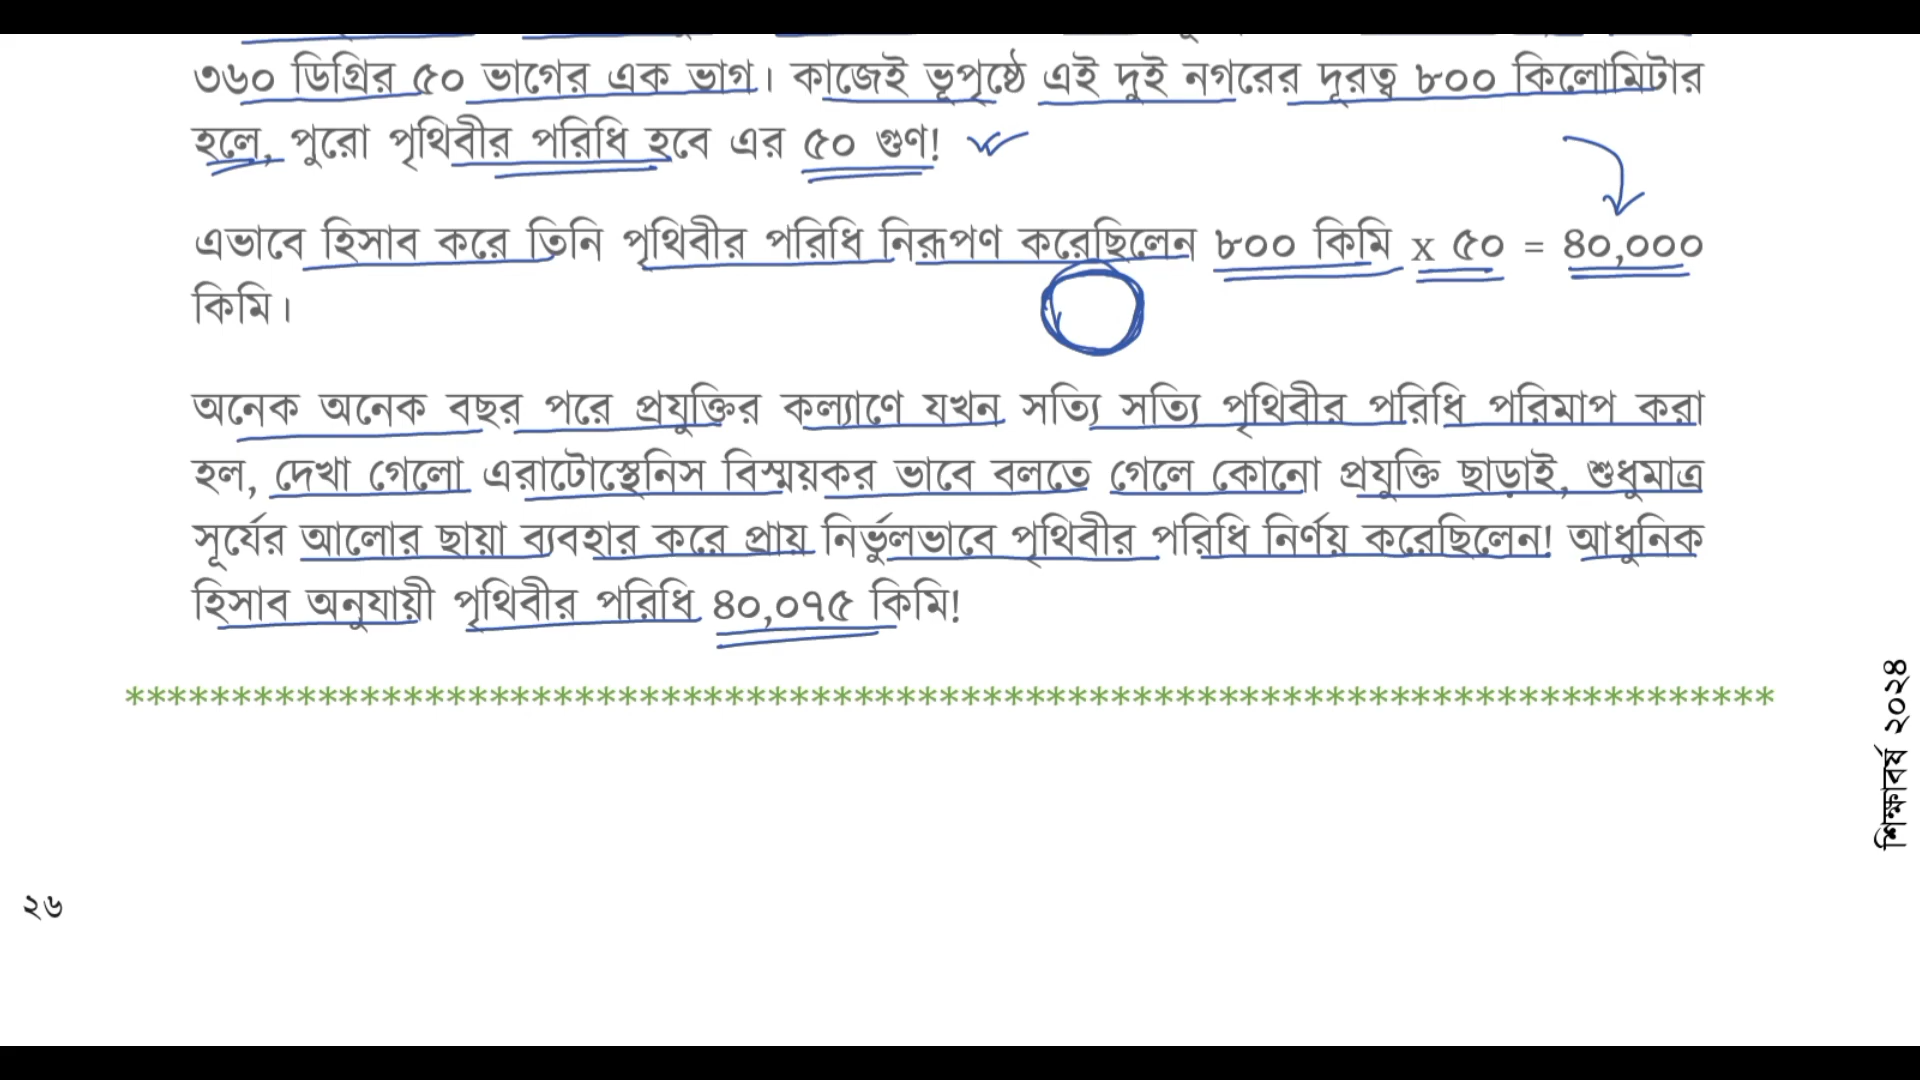 ৩৬০ ডিগ্রির ৫০ ভাগের এক ভাগ। কাজেই ভূপৃষ্ঠে এই দুই নগরের দূরত্ব ৮০০ কিলোমিটার
হলে, পুরো পৃথিবীর পরিধি হবে এর ৫০ গুণ!
এভাবে হিসাব করে তিনি পৃথিবীর পরিধি নিরূপণ করেছিলেন ৮০০ কিমি x ৫০ = ৪০,০০০
কিমি।
অনেক অনেক বছর পরে প্রযুক্তির কল্যাণে যখন সত্যি সত্যি পৃথিবীর পরিধি পরিমাপ করা
হল, দেখা গেলো এরাটোস্থেনিস বিস্ময়কর ভাবে বলতে গেলে কোনো প্রযুক্তি ছাড়াই, শুধুমাত্র
সূর্যের আলোর ছায়া ব্যবহার করে প্রায় নির্ভুলভাবে পৃথিবীর পরিধি নির্ণয় করেছিলেন! আধুনিক
হিসাব অনুযায়ী পৃথিবীর পরিধি ৪০,০৭৫ কিমি!
******************************************************************************
শিক্ষাবর্ষ ২০২৪
২৬